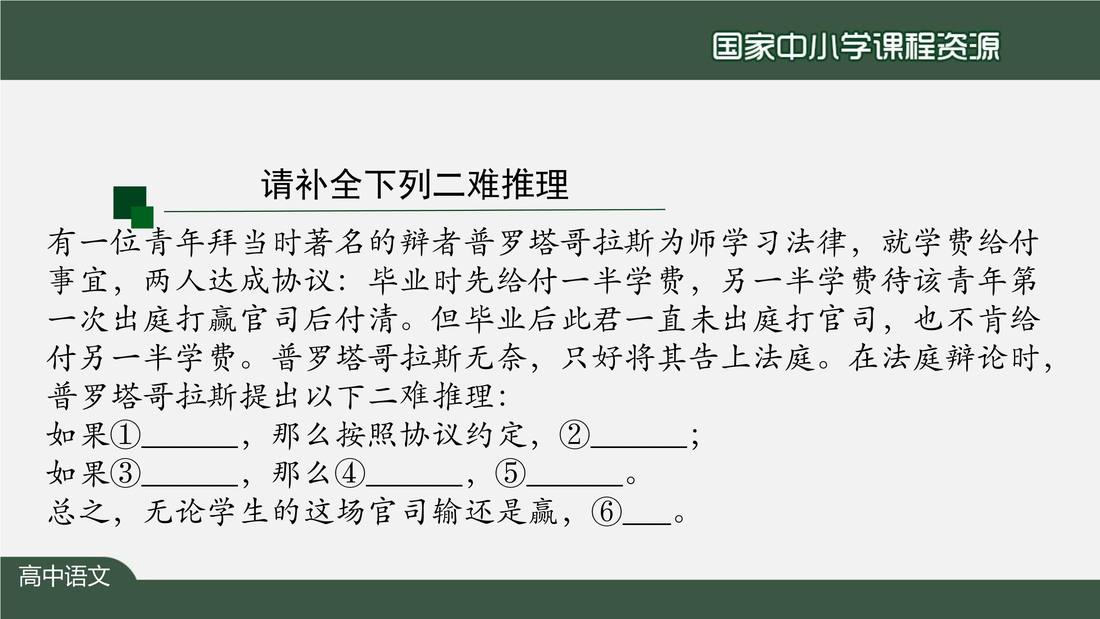 国家中小学课程资源
请补全下列二难推理
有一位青年拜当时著名的辩者普罗塔哥拉斯为师学习法律，就学费给付
事宜，两人达成协议：毕业时先给付一半学费，另一半学费待该青年第
一次出庭打赢官司后付清。但毕业后此君一直未出庭打官司，也不肯给
付另一半学费。普罗塔哥拉斯无奈，只好将其告上法庭。在法庭辩论时，
普罗塔哥拉斯提出以下二难推理：
如果①______，那么按照协议约定，②______；
如果③______，那么④______，⑤______。
总之，无论学生的这场官司输还是赢，⑥___。
高中语文